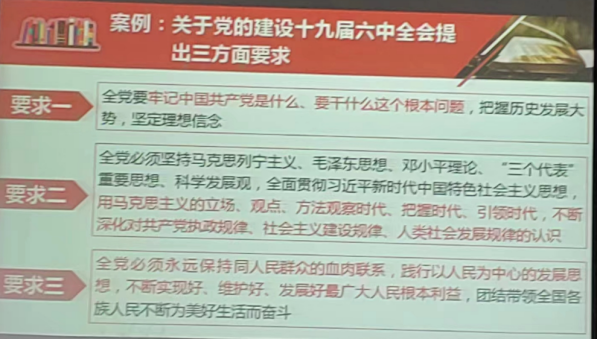 案例：关于党的建设十九届六中全会提
出三方面要求
要求一
全党要牢记中国共产党是什么、要干什么这个根本问题，把握历史发展大
势，坚定理想信念
要求二
全党必须坚持马克思列宁主义、毛泽东思想、邓小平理论、“三个代表”
重要思想、科学发展观，全面贯彻习近平新时代中国特色社会主义思想，
用马克思主义的立场、观点、方法观察时代、把握时代、引领时代，不断
深化对共产党执政规律、社会主义建设规律、人类社会发展规律的认识
要求三
全党必须永远保持同人民群众的血肉联系，践行以人民为中心的发展思
想，不断实现好、维护好、发展好最广大人民根本利益，团结带领全国各
族人民不断为美好生活而奋斗